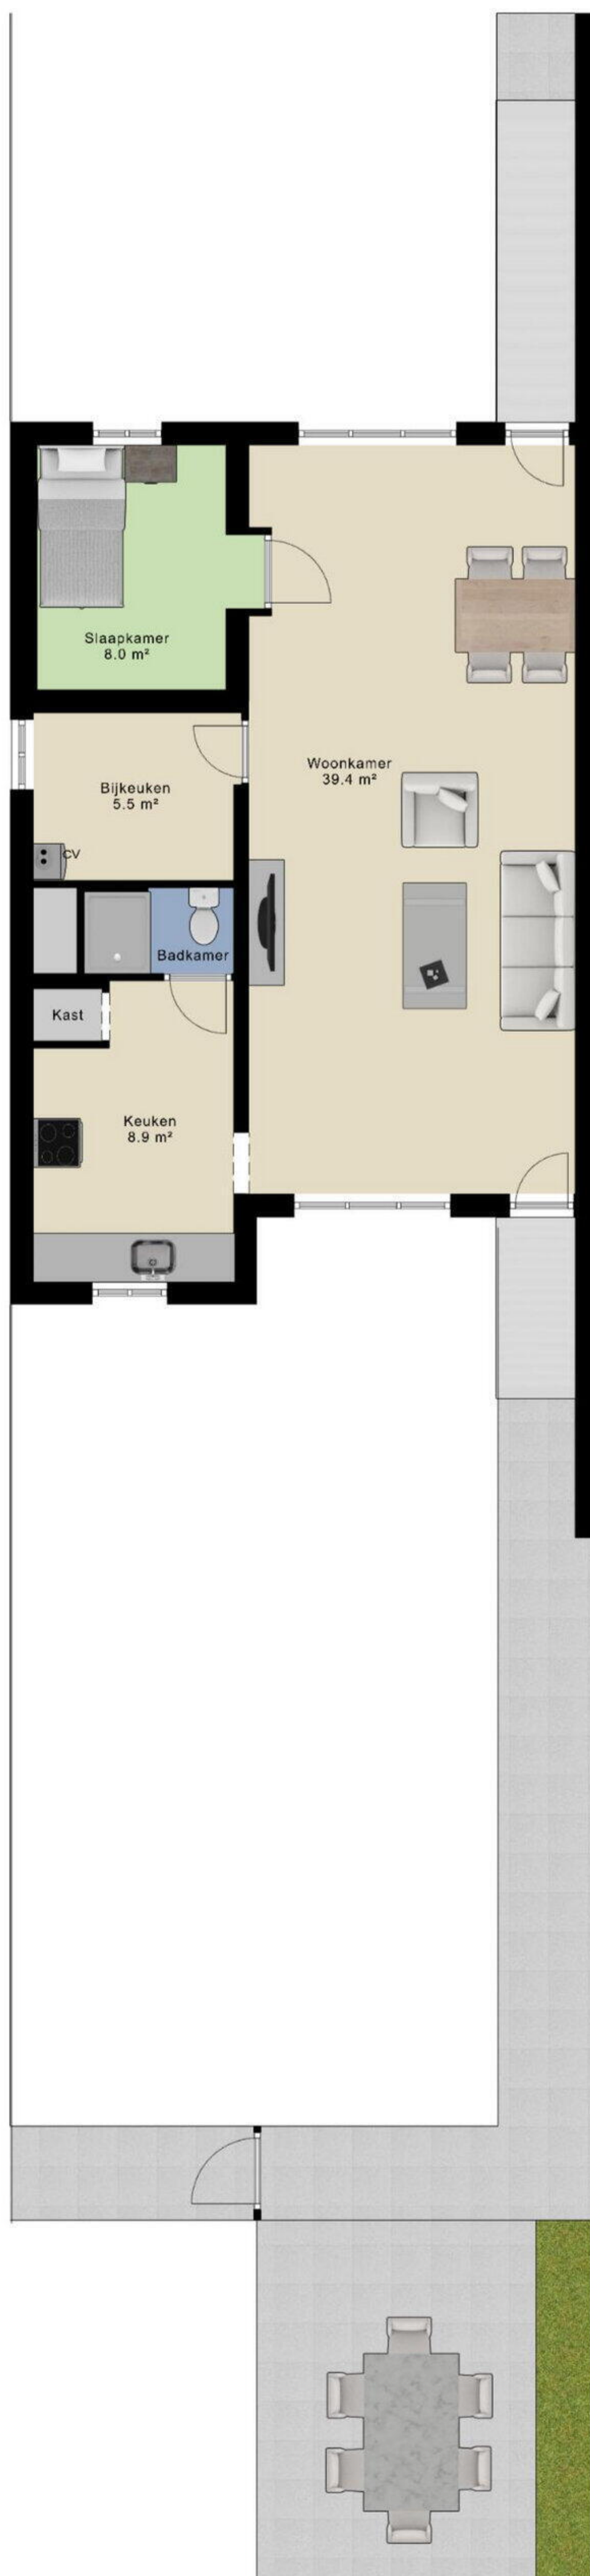 Slaapkamer
8.0 m²
Woonkamer
39.4 m²
Bijkeuken
5.5 m²
CV
Badkamer
Kast
Keuken
8.9 m²